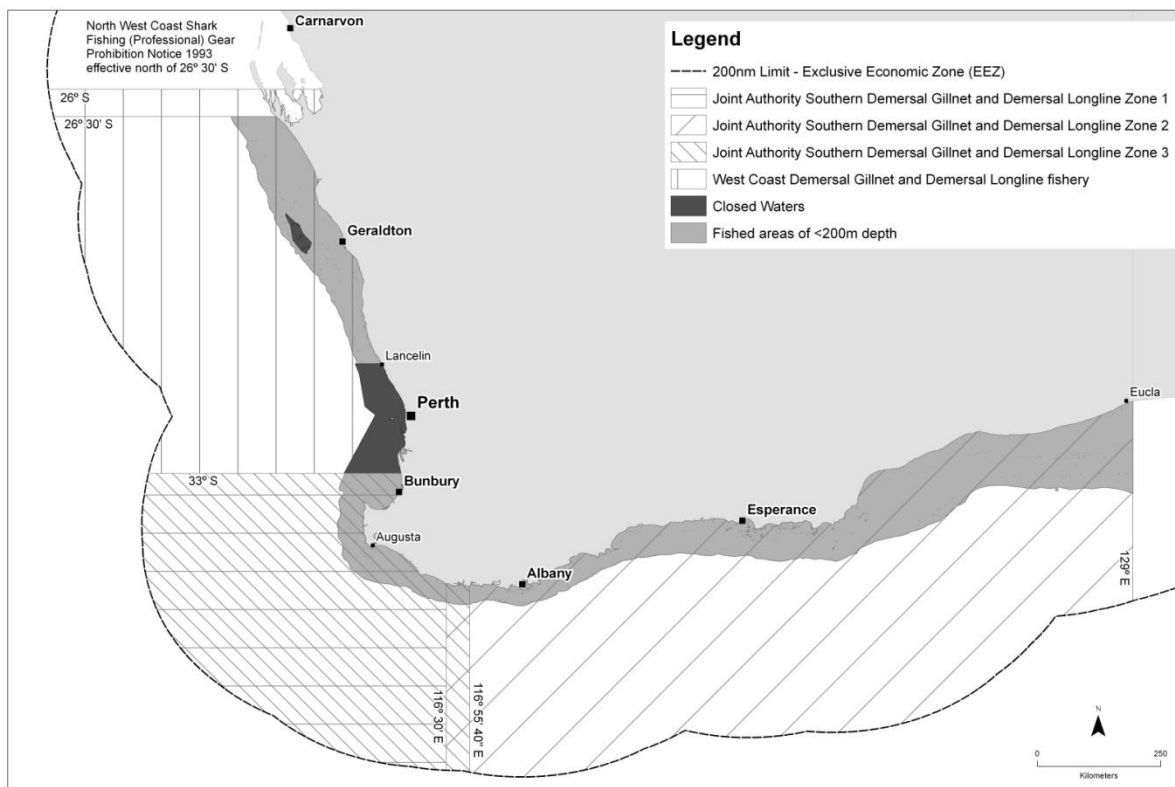 North West Coast Shark
Fishing (Professional) Gear
Prohibition Notice 1993
effective north of 26° 30' S
Carnarvon
26° S
26° 30' S
Geraldton
Lancelin
Perth
33° S
Bunbury
Augusta
Albany
Esperance
Eucla
129° E
116° 30' E
116° 55' 40" E
Legend
200nm Limit - Exclusive Economic Zone (EEZ)
Joint Authority Southern Demersal Gillnet and Demersal Longline Zone 1
Joint Authority Southern Demersal Gillnet and Demersal Longline Zone 2
Joint Authority Southern Demersal Gillnet and Demersal Longline Zone 3
West Coast Demersal Gillnet and Demersal Longline fishery
Closed Waters
Fished areas of <200m depth
N
0 250
Kilometers